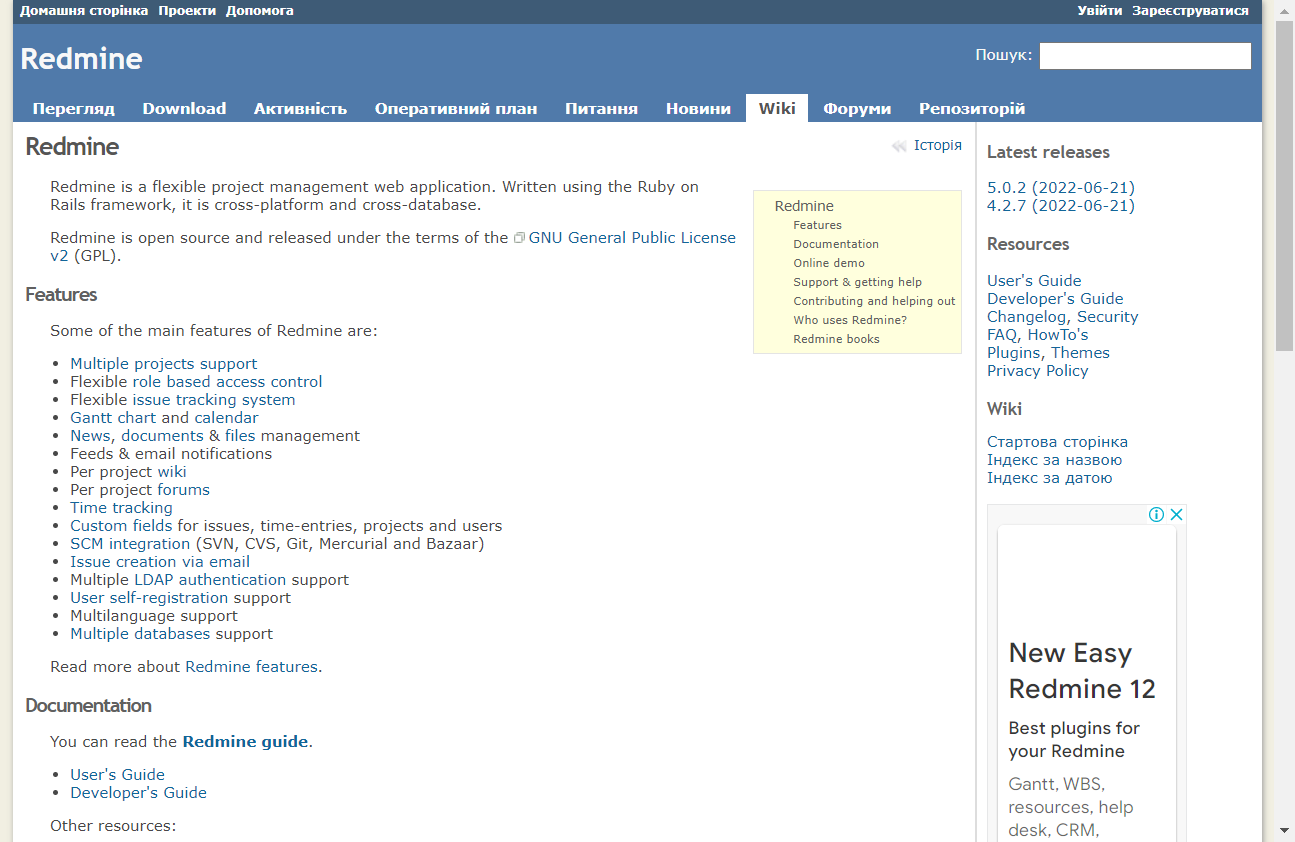 Домашня сторінка Проекти Допомога
Увійти Зареєструватися
Redmine
Пошук:
Перегляд Download Активність Оперативний план Питання Новини Wiki Форуми Репозиторій
Redmine
Історія
Redmine is a flexible project management web application. Written using the Ruby on
Rails framework, it is cross-platform and cross-database.
Redmine is open source and released under the terms of the GNU General Public License
v2 (GPL).
Redmine
Features
Documentation
Online demo
Support & getting help
Contributing and helping out
Who uses Redmine?
Redmine books
Features
Some of the main features of Redmine are:
• Multiple projects support
• Flexible role based access control
• Flexible issue tracking system
• Gantt chart and calendar
• News, documents & files management
• Feeds & email notifications
• Per project wiki
• Per project forums
• Time tracking
• Custom fields for issues, time-entries, projects and users
• SCM integration (SVN, CVS, Git, Mercurial and Bazaar)
• Issue creation via email
• Multiple LDAP authentication support
• User self-registration support
• Multilanguage support
• Multiple databases support
Read more about Redmine features.
Documentation
You can read the Redmine guide.
• User's Guide
• Developer's Guide
Other resources:
Latest releases
5.0.2 (2022-06-21)
4.2.7 (2022-06-21)
Resources
User's Guide
Developer's Guide
Changelog, Security
FAQ, HowTo's
Plugins, Themes
Privacy Policy
Wiki
Стартова сторінка
Індекс за назвою
Індекс за датою
New Easy
Redmine 12
Best plugins for
your Redmine
Gantt, WBS,
resources, help
desk, CRM,